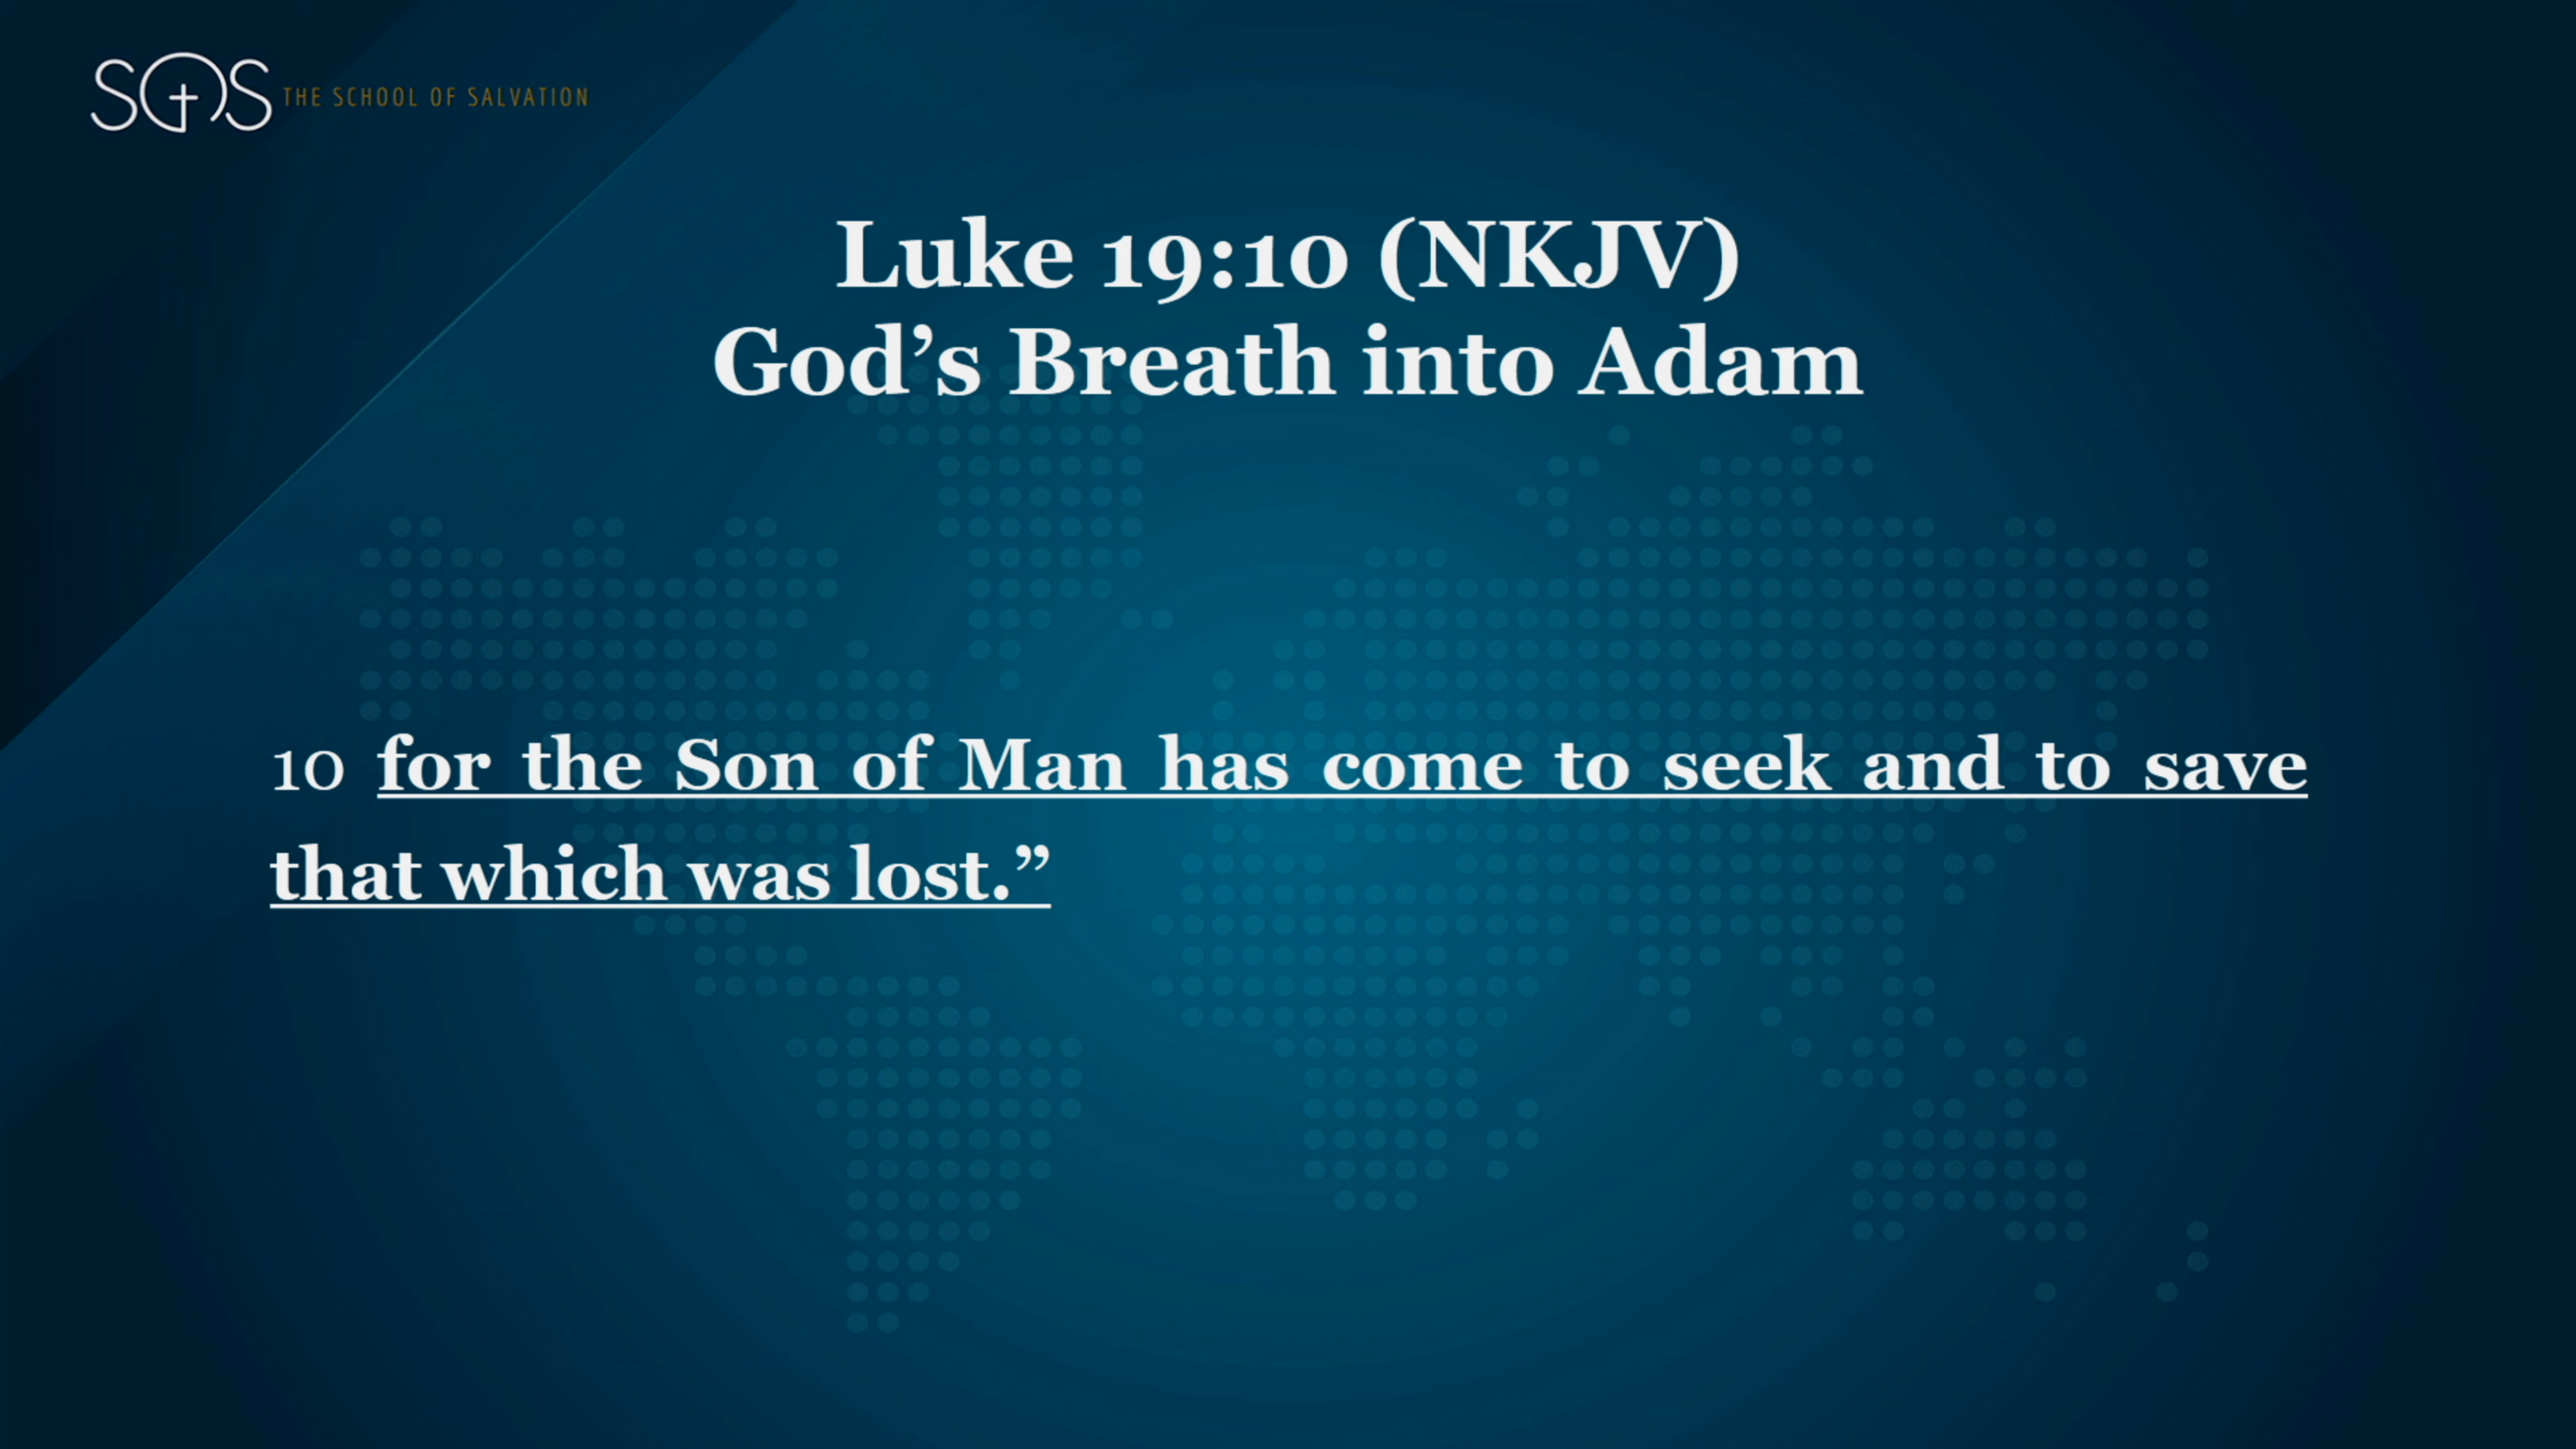 SOS THE SCHOOL OF SALVATION
Luke 19:10 (NKJV)
God’s Breath into Adam
10 for the Son of Man has come to seek and to save
that which was lost.”